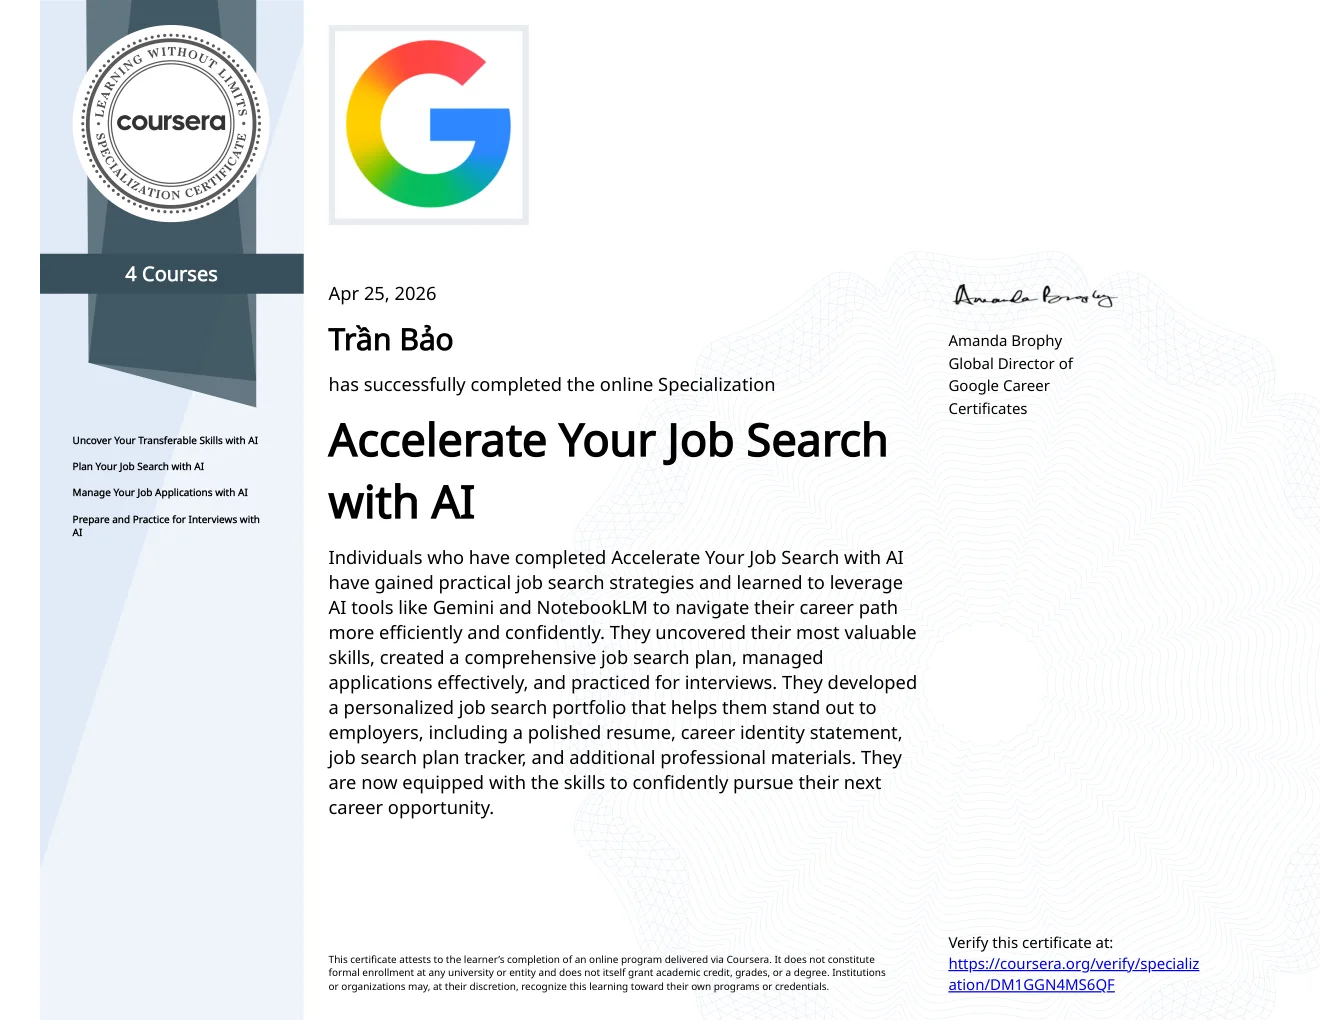 LEARNING WITHOUT LIMITS
coursera
SPECIALIZATION CERTIFICATE
4 Courses
Uncover Your Transferable Skills with AI
Plan Your Job Search with AI
Manage Your Job Applications with AI
Prepare and Practice for Interviews with
AI
Apr 25, 2026
Trần Bảo
has successfully completed the online Specialization
Accelerate Your Job Search
with AI
Individuals who have completed Accelerate Your Job Search with AI
have gained practical job search strategies and learned to leverage
AI tools like Gemini and NotebookLM to navigate their career path
more efficiently and confidently. They uncovered their most valuable
skills, created a comprehensive job search plan, managed
applications effectively, and practiced for interviews. They developed
a personalized job search portfolio that helps them stand out to
employers, including a polished resume, career identity statement,
job search plan tracker, and additional professional materials. They
are now equipped with the skills to confidently pursue their next
career opportunity.
This certificate attests to the learner's completion of an online program delivered via Coursera. It does not constitute
formal enrollment at any university or entity and does not itself grant academic credit, grades, or a degree. Institutions
or organizations may, at their discretion, recognize this learning toward their own programs or credentials.
Amanda Brophy
Amanda Brophy
Global Director of
Google Career
Certificates
Verify this certificate at:
https://coursera.org/verify/specializ
ation/DM1GGN4MS6QF